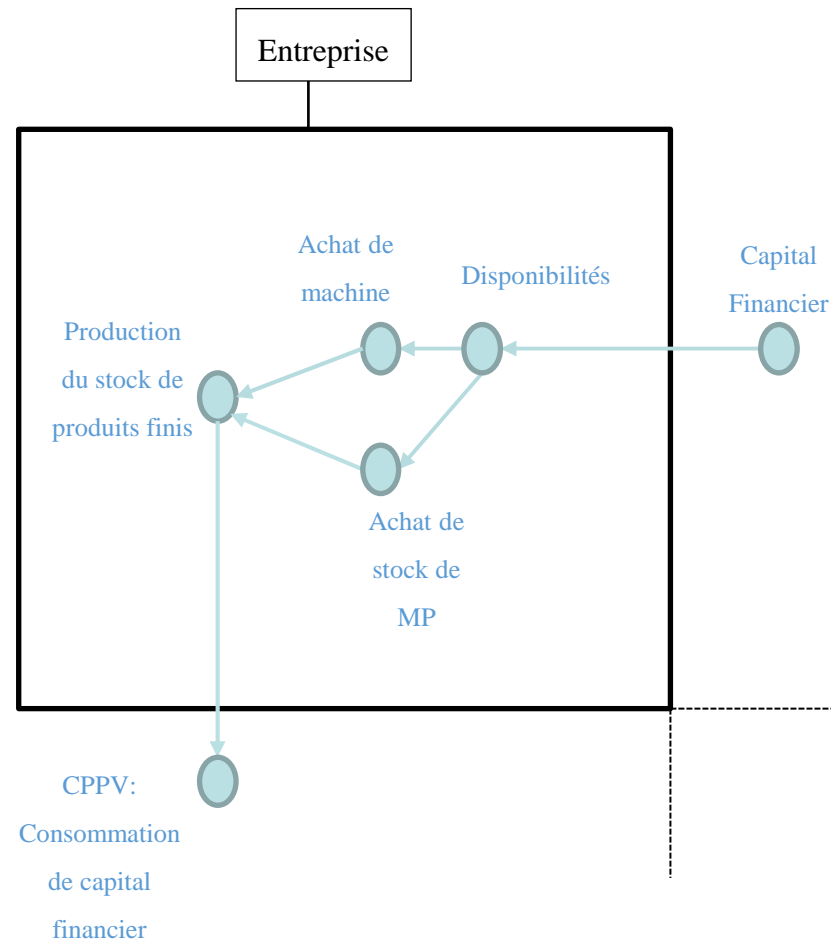 Entreprise
Achat de
machine
Disponibilités
Capital
Financier
Production
du stock de
produits finis
Achat de
stock de
MP
CPPV:
Consommation
de capital
financier